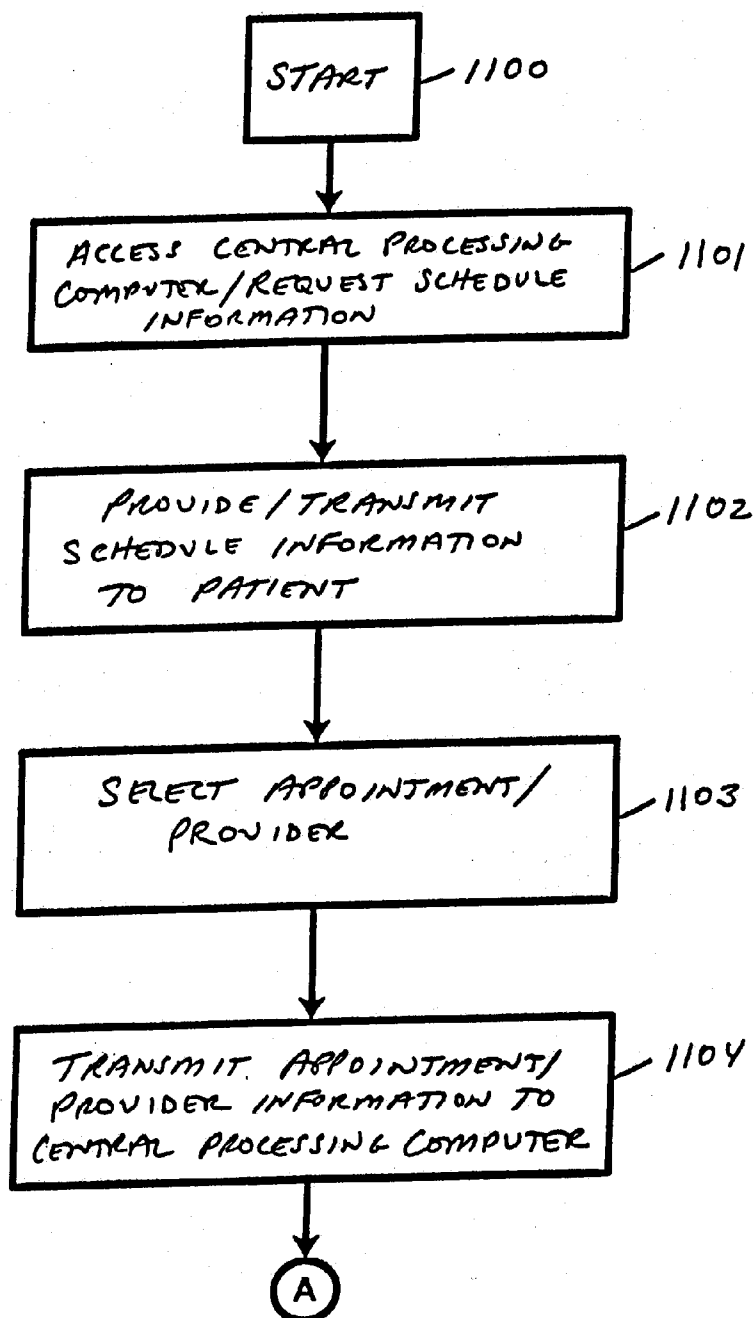 START 1100
ACCESS CENTRAL PROCESSING
COMPUTER/REQUEST SCHEDULE
INFORMATION
1101
PROVIDE/TRANSMIT
SCHEDULE INFORMATION
TO PATIENT
1102
SELECT APPOINTMENT/
PROVIDER
1103
TRANSMIT APPOINTMENT/
PROVIDER INFORMATION TO
CENTRAL PROCESSING COMPUTER
1104
A